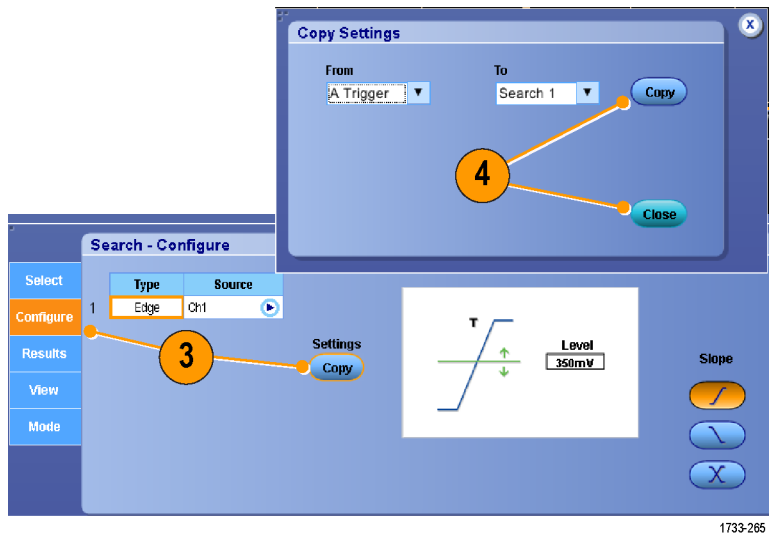 Copy Settings
X
From To
A Trigger Search 1 Copy
4
Close
Search - Configure
Select
Type Source
1 Edge Ch1
Configure
3
Settings
Copy
T
Level
350mV
Results
Slope
View
Mode
1733-265